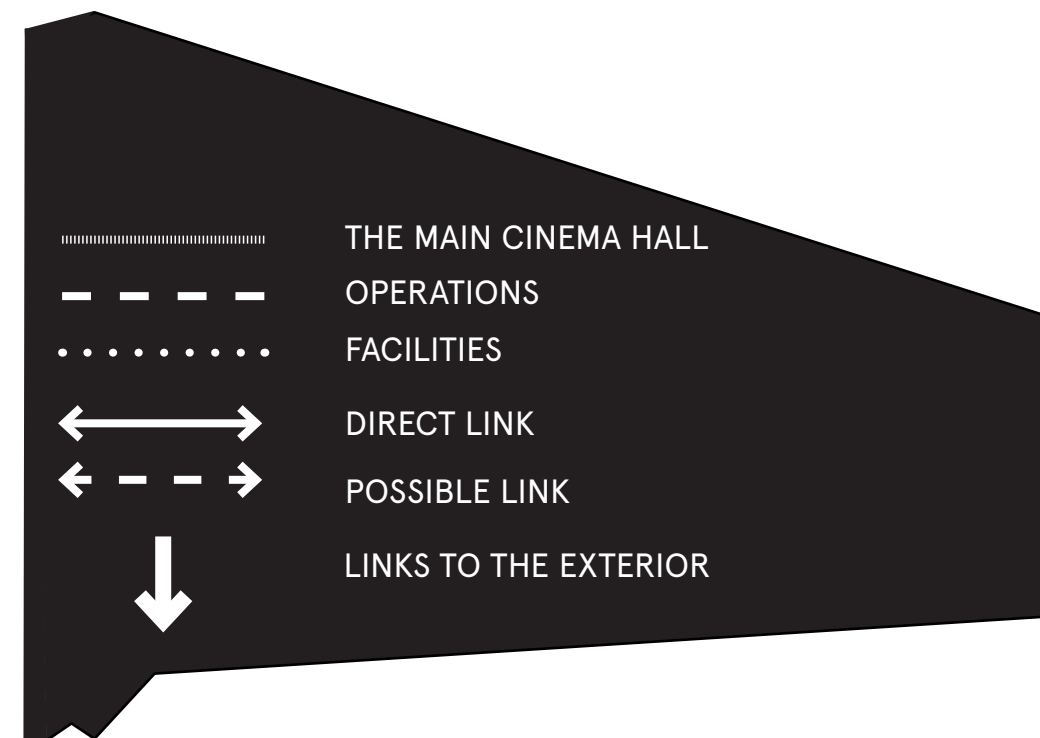 THE MAIN CINEMA HALL
OPERATIONS
FACILITIES
DIRECT LINK
POSSIBLE LINK
LINKS TO THE EXTERIOR